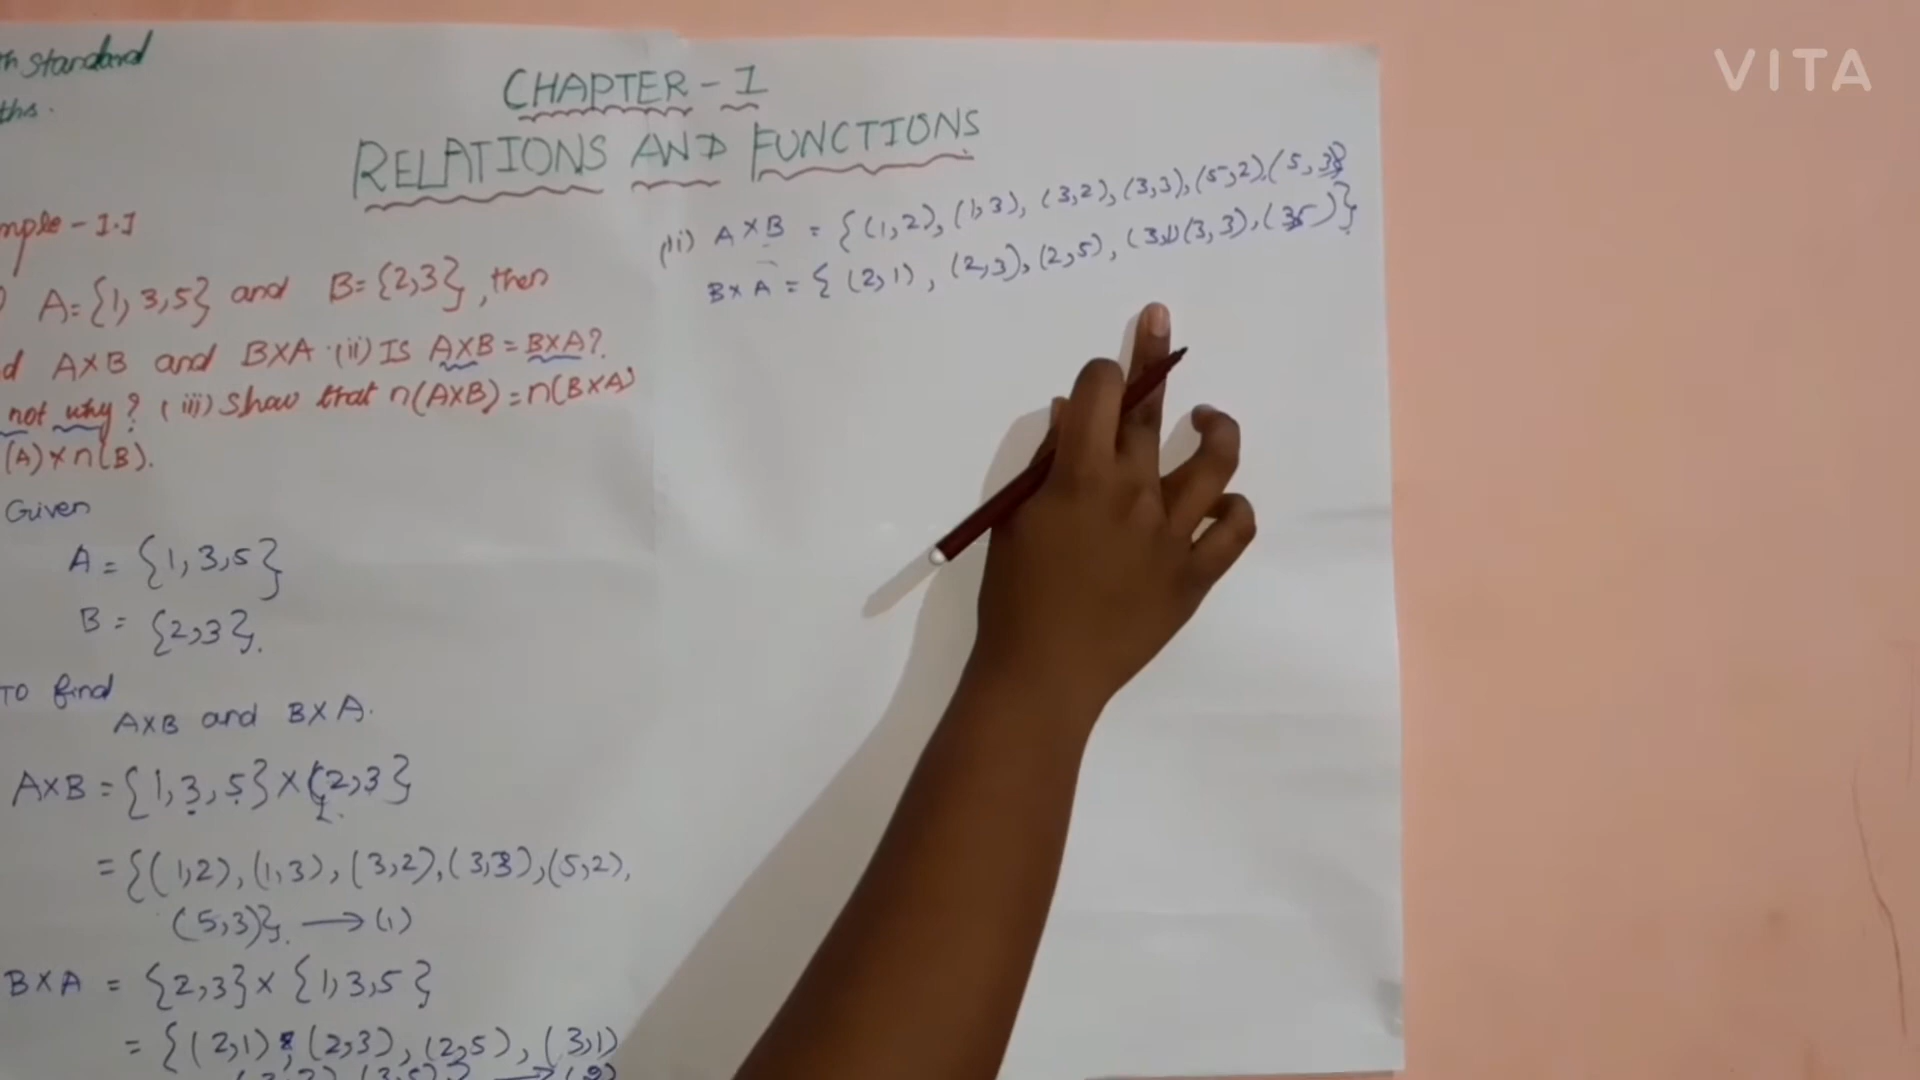 VITA
th standard
ths.
CHAPTER - I
RELATIONS AND FUNCTIONS
mple - 1.1
A = {1, 3, 5} and B = {2,3}, then
d A×B and B×A . (ii) Is A×B = B×A?
not why? (iii) Show that n(A×B) = n(B×A)
(A) × n(B).
Given
A = {1, 3, 5}
B = {2, 3}.
To find
A×B and B×A.
A×B = {1, 3, 5} × {2, 3}
= {(1,2), (1,3), (3,2), (3,3), (5,2),
(5,3)}. → (1)
B×A = {2,3} × {1,3,5}
= {(2,1), (2,3), (2,5), (3,1)
(ii) A×B = {(1,2), (1,3), (3,2), (3,3), (5,2), (5,3)}
B×A = {(2,1), (2,3), (2,5), (3,1) (3,3), (3,5)}.